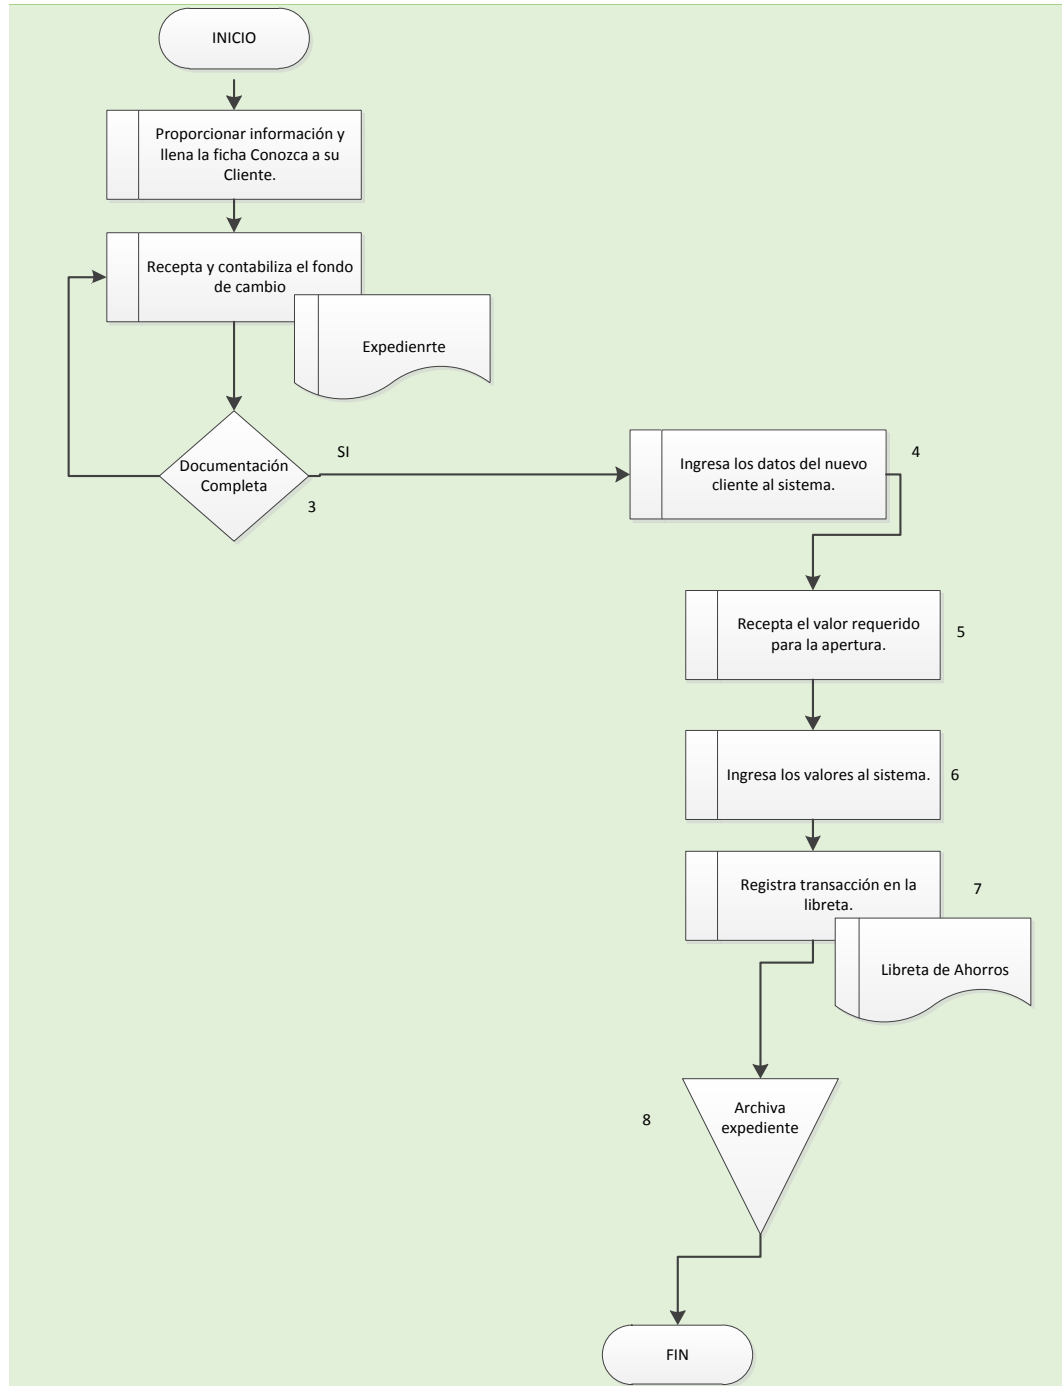 INICIO
Proporcionar información y
llena la ficha Conozca a su
Cliente.
Recepta y contabiliza el fondo
de cambio
Expedienrte
Documentación
Completa
SI
3
Ingresa los datos del nuevo
cliente al sistema.
4
Recepta el valor requerido
para la apertura.
5
Ingresa los valores al sistema.
6
Registra transacción en la
libreta.
7
Libreta de Ahorros
Archiva
expediente
8
FIN